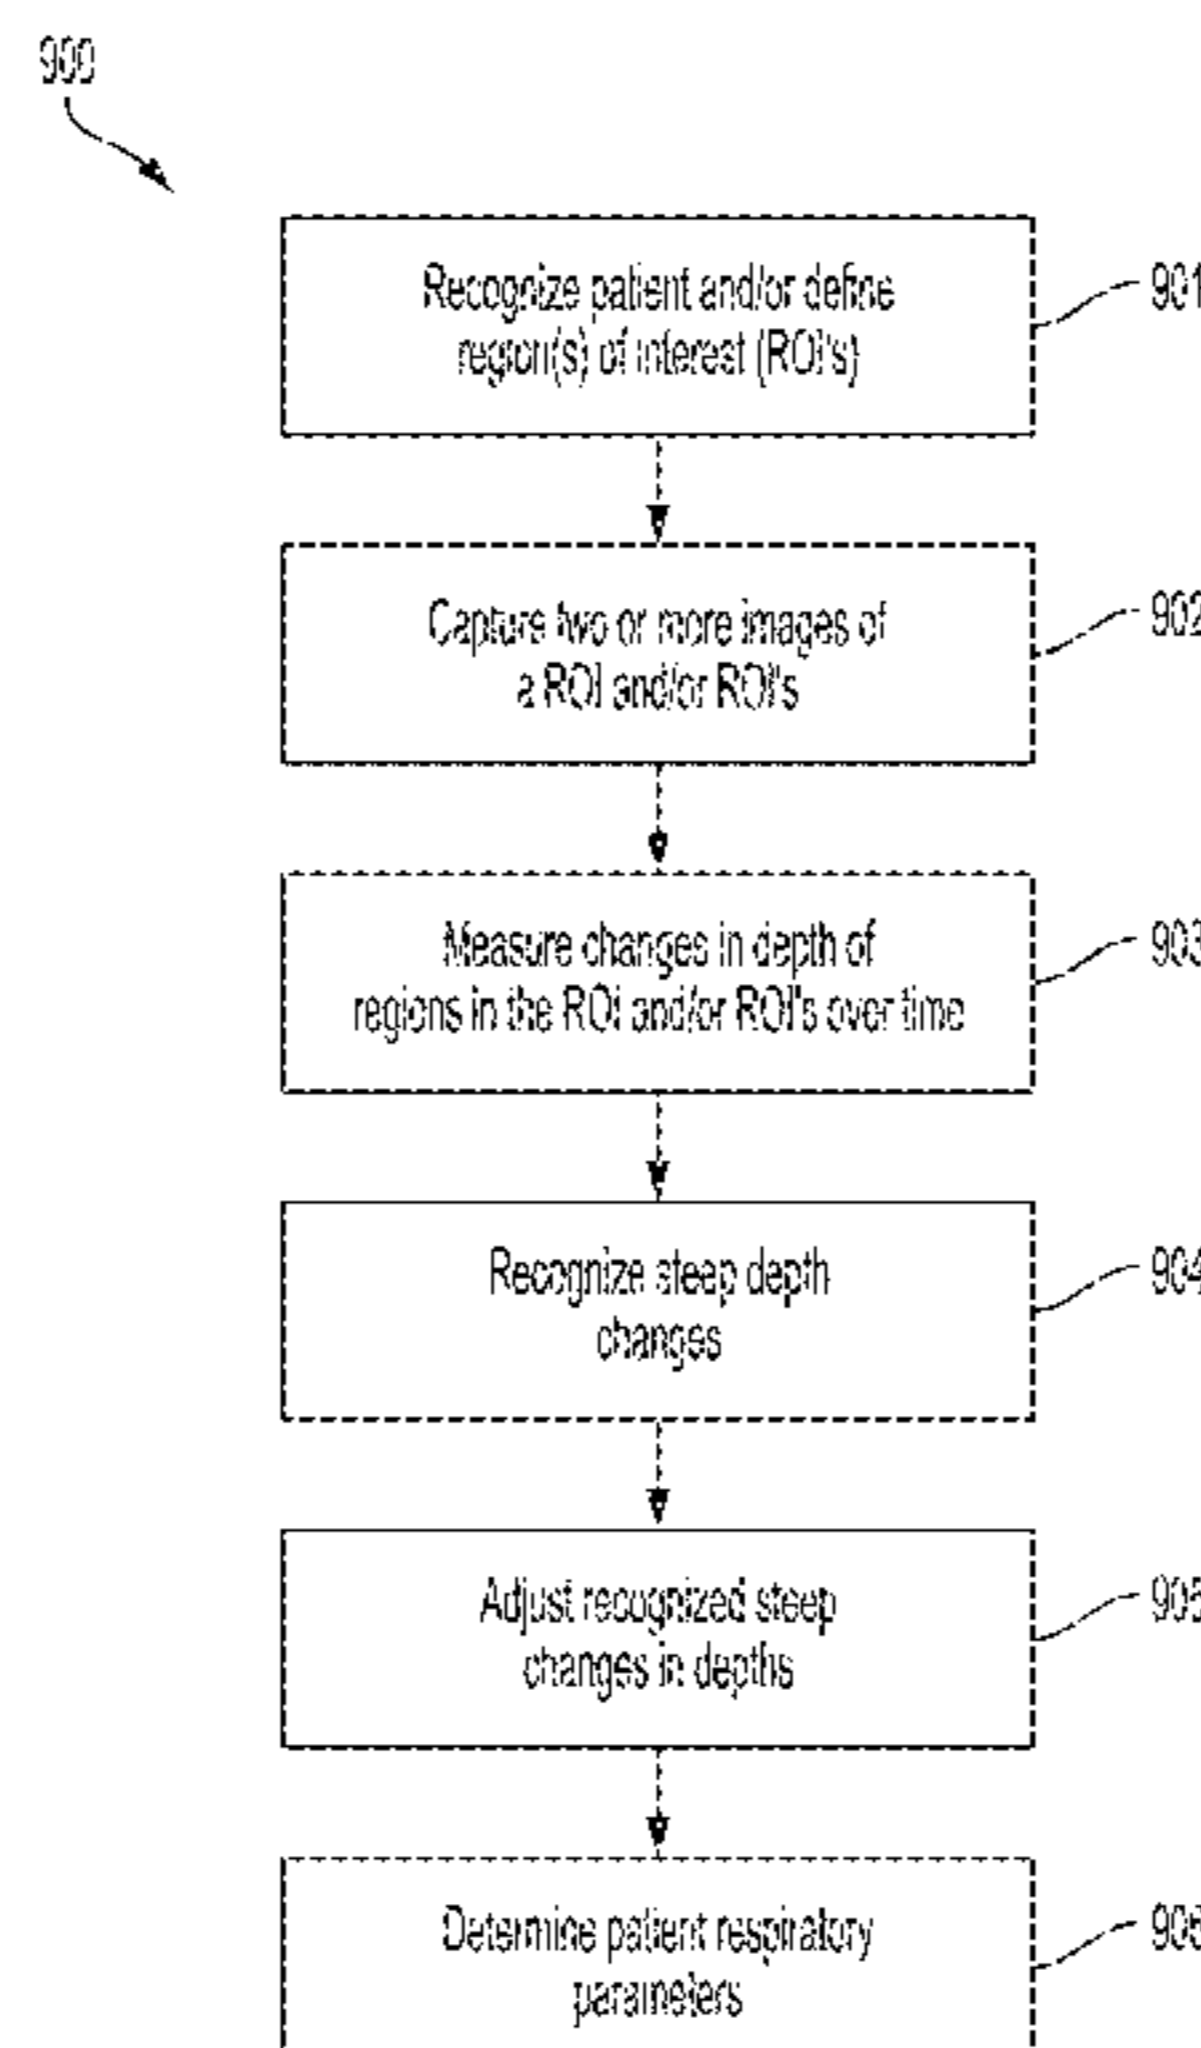 900
Recognize patient and/or define
region(s) of interest (ROI's)
901
Capture two or more images of
a ROI and/or ROI's
902
Measure changes in depth of
regions in the ROI and/or ROI's over time
903
Recognize steep depth
changes
904
Adjust recognized steep
changes in depths
905
Determine patient respiratory
parameters
906